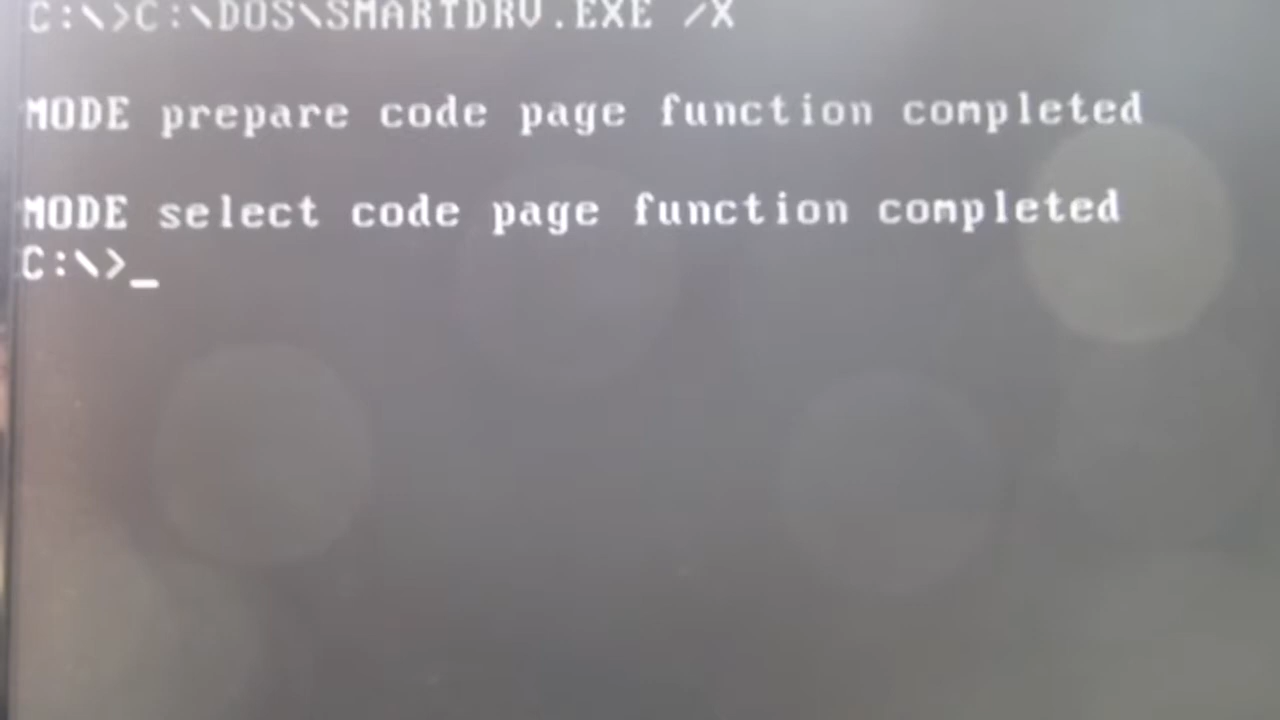 C:\>C:\DOS\SMARTDRV.EXE /X
MODE prepare code page function completed
MODE select code page function completed
C:\>_